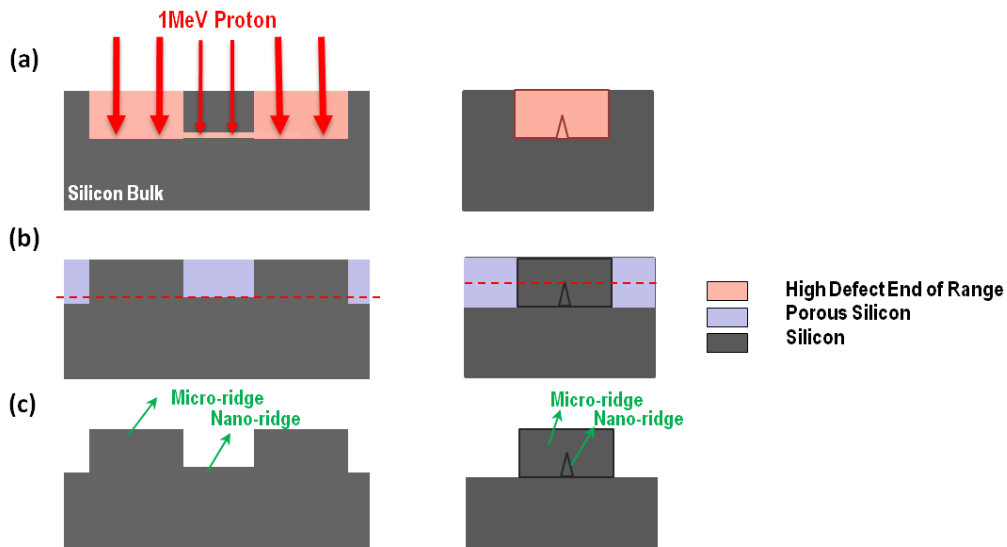 1MeV Proton
(a)
Silicon Bulk
(b)
High Defect End of Range
Porous Silicon
Silicon
(c)
Micro-ridge
Nano-ridge
Micro-ridge
Nano-ridge